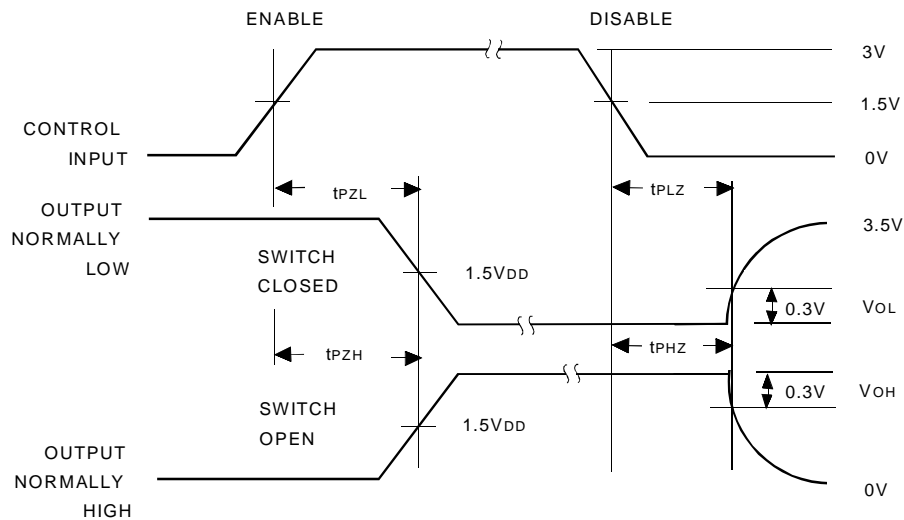 ENABLE
DISABLE
3V
1.5V
CONTROL
INPUT
0V
tPZL
tPLZ
OUTPUT
NORMALLY
LOW
3.5V
SWITCH
CLOSED
1.5VDD
0.3V
VOL
tPZH
tPHZ
SWITCH
OPEN
1.5VDD
0.3V
VOH
OUTPUT
NORMALLY
HIGH
0V